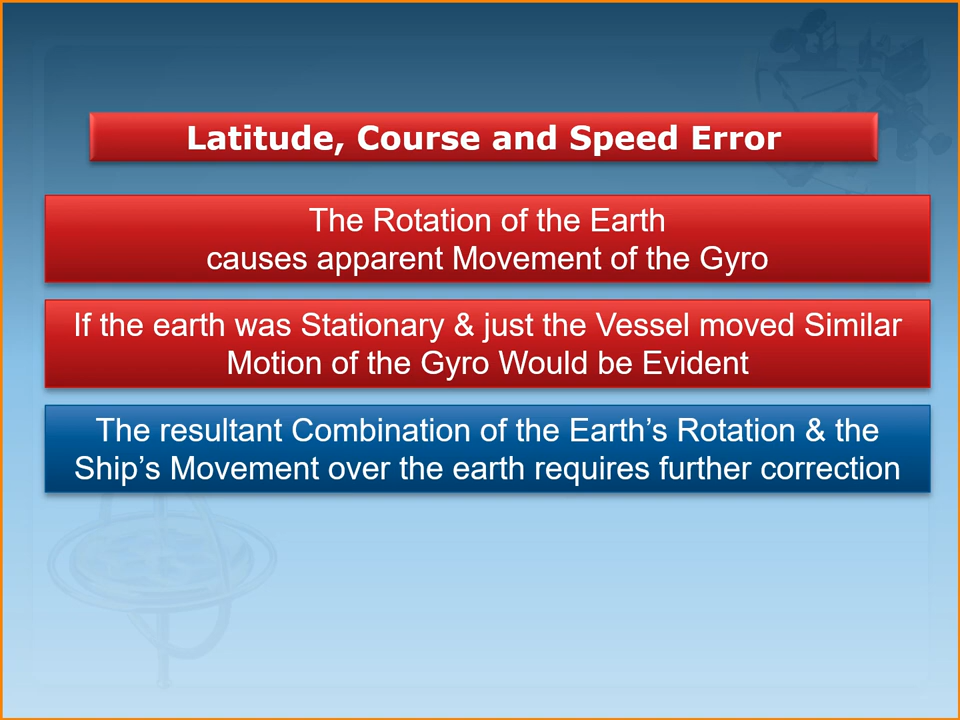 Latitude, Course and Speed Error
The Rotation of the Earth
causes apparent Movement of the Gyro
If the earth was Stationary & just the Vessel moved Similar
Motion of the Gyro Would be Evident
The resultant Combination of the Earth’s Rotation & the
Ship’s Movement over the earth requires further correction